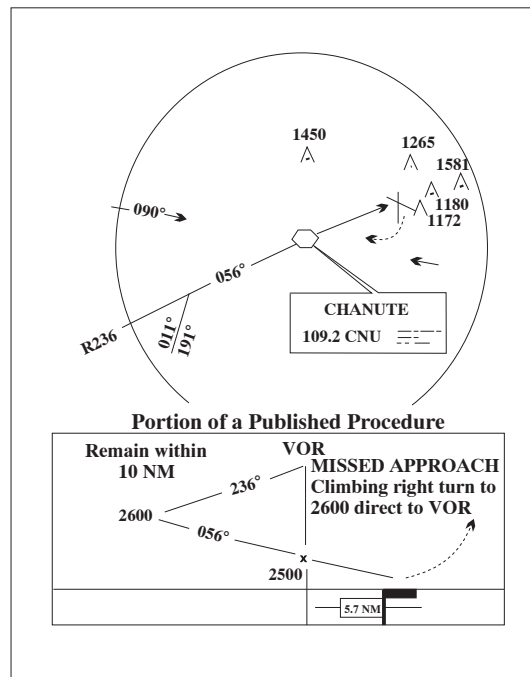 1450
1265
1581
1180
1172
090°
056°
R236
011°
191°
CHANUTE
109.2 CNU
Portion of a Published Procedure
Remain within
10 NM
VOR
MISSED APPROACH
Climbing right turn to
2600 direct to VOR
236°
2600
056°
x
2500
5.7 NM